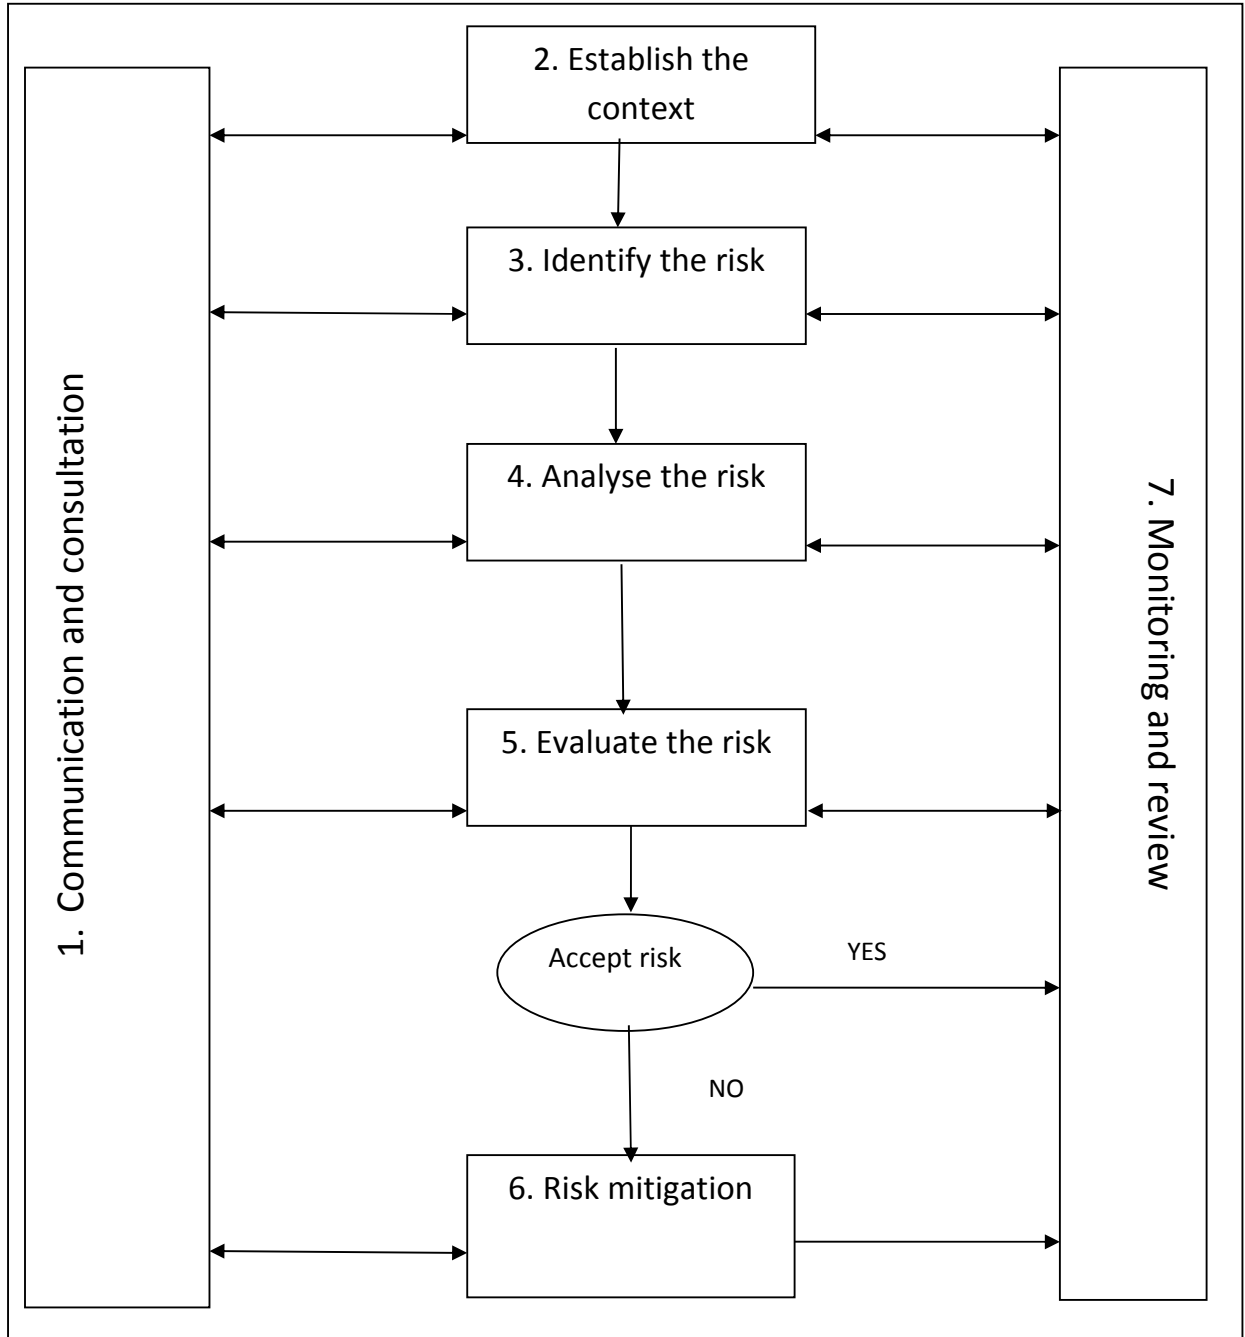 1. Communication and consultation
2. Establish the
context
3. Identify the risk
4. Analyse the risk
5. Evaluate the risk
Accept risk
YES
NO
6. Risk mitigation
7. Monitoring and review